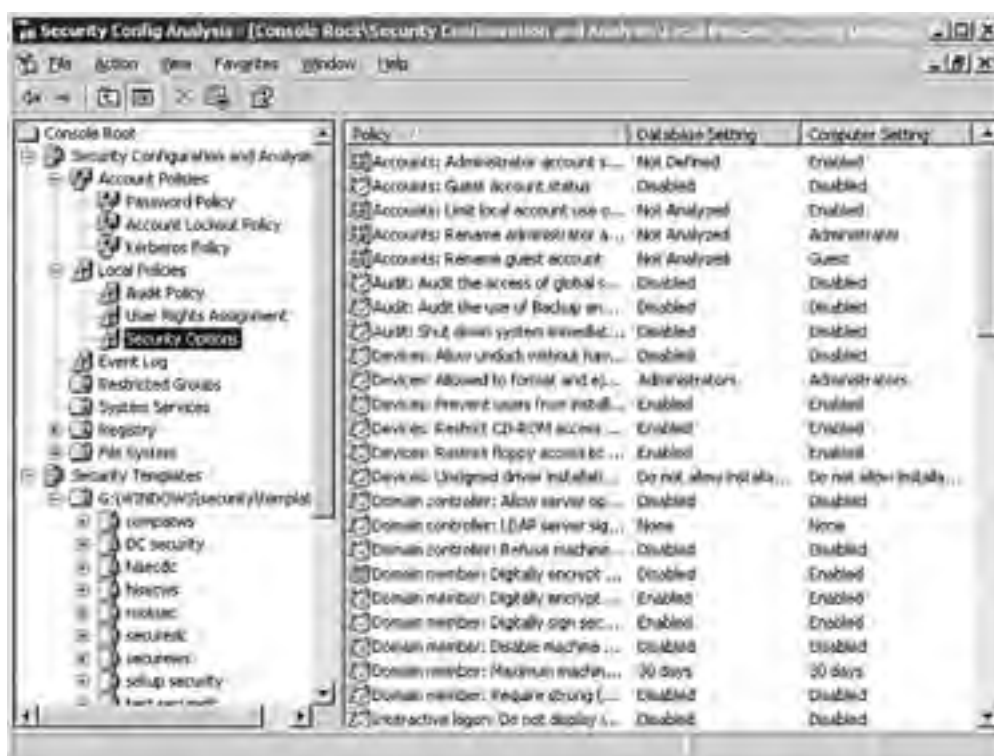 Security Config Analysis - [Console Root\Security Configuration and
File Action View Favorites Window Help
Console Root
Security Configuration and Analysis
Account Policies
Password Policy
Account Lockout Policy
Kerberos Policy
Local Policies
Audit Policy
User Rights Assignment
Security Options
Event Log
Restricted Groups
System Services
Registry
File System
Security Templates
G:\WINDOWS\security\templat
compatws
DC security
hisecdc
hisecws
rootsec
securedc
securews
setup security
Policy Database Setting Computer Setting
Accounts: Administrator account s... Not Defined Enabled
Accounts: Guest account status Disabled Disabled
Accounts: Limit local account use o... Not Analyzed Enabled
Accounts: Rename administrator a... Not Analyzed Administrator
Accounts: Rename guest account Not Analyzed Guest
Audit: Audit the access of global s... Disabled Disabled
Audit: Audit the use of Backup an... Disabled Disabled
Audit: Shut down system immediat... Disabled Disabled
Devices: Allow undock without hav... Disabled Disabled
Devices: Allowed to format and ej... Administrators Administrators
Devices: Prevent users from install... Enabled Enabled
Devices: Restrict CD-ROM access ... Enabled Enabled
Devices: Restrict floppy access to ... Enabled Enabled
Devices: Unsigned driver installati... Do not allow installa... Do not allow installa...
Domain controller: Allow server op... Disabled Disabled
Domain controller: LDAP server sig... None None
Domain controller: Refuse machine... Disabled Disabled
Domain member: Digitally encrypt ... Disabled Enabled
Domain member: Digitally encrypt ... Enabled Enabled
Domain member: Digitally sign sec... Enabled Enabled
Domain member: Disable machine ... Disabled Disabled
Domain member: Maximum machin... 30 days 30 days
Domain member: Require strong (... Disabled Disabled
Interactive logon: Do not display l... Disabled Disabled